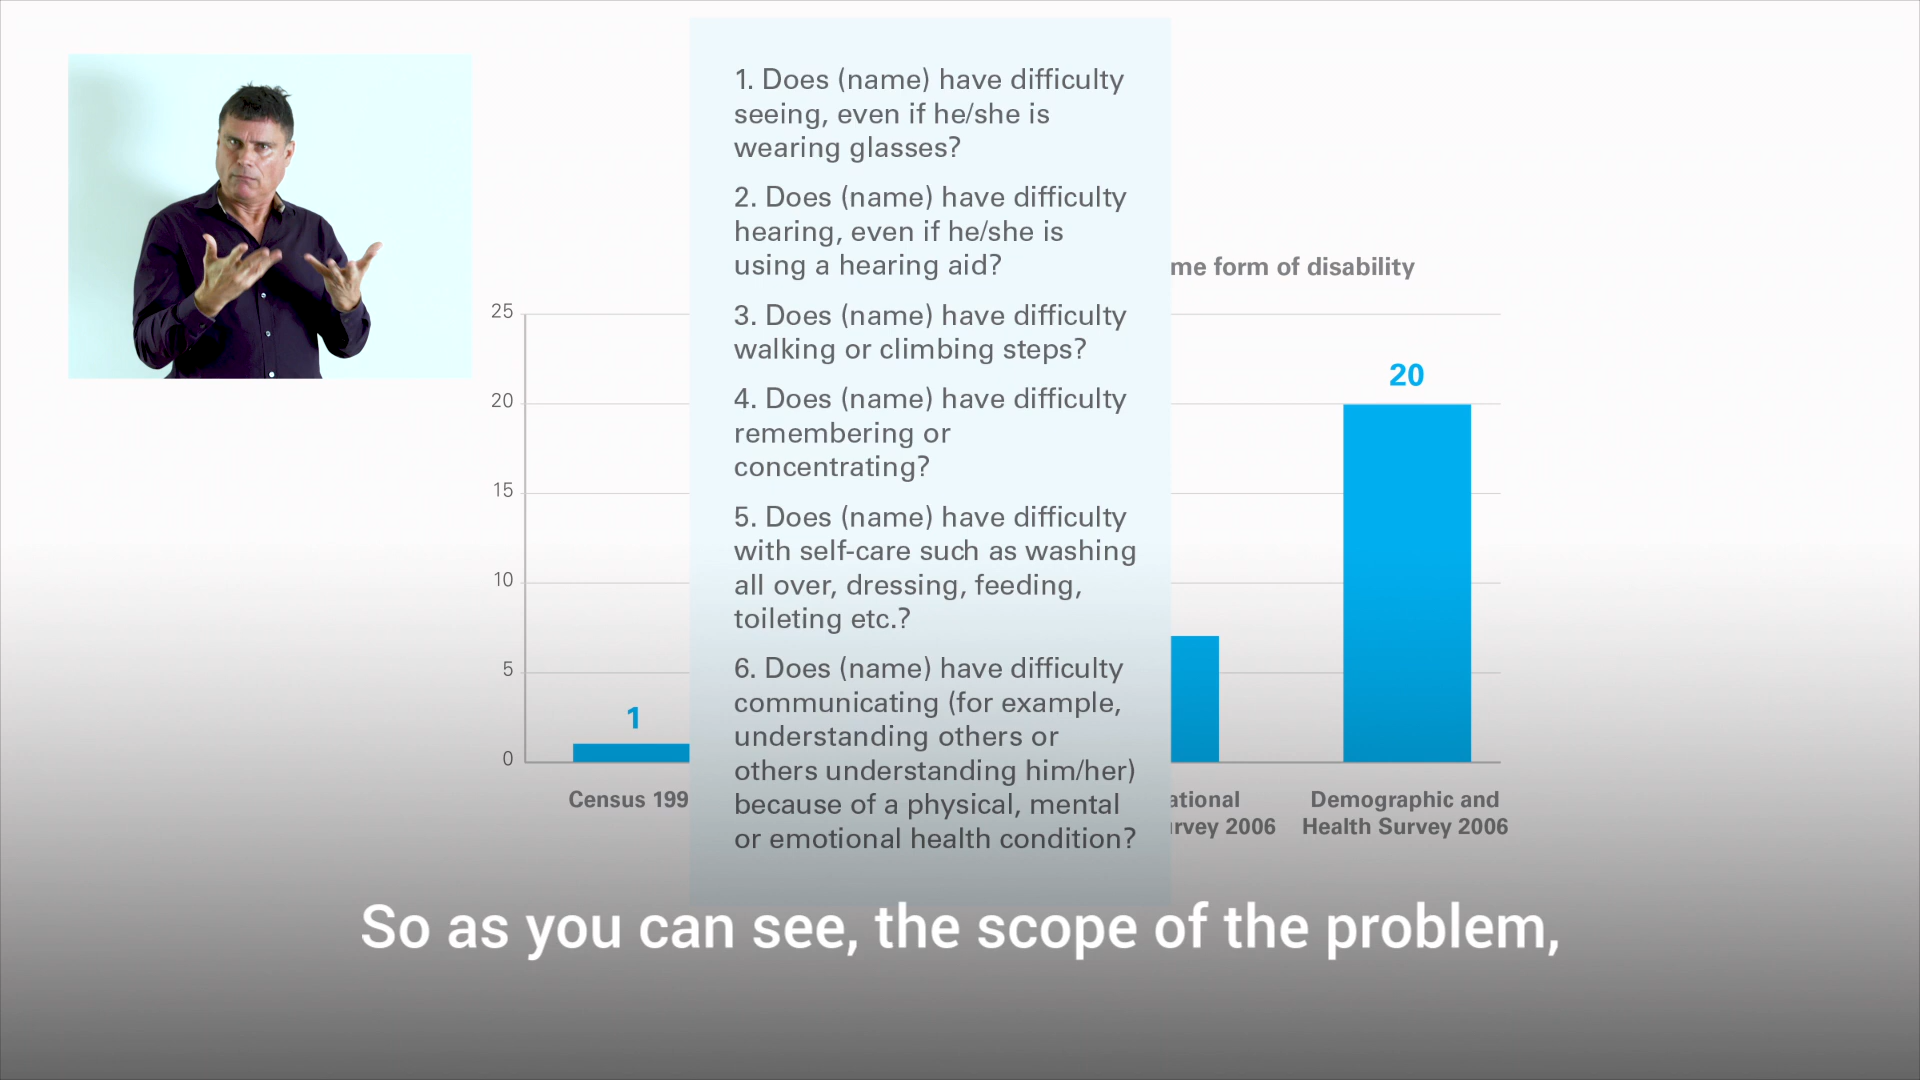 1. Does (name) have difficulty
seeing, even if he/she is
wearing glasses?
2. Does (name) have difficulty
hearing, even if he/she is
using a hearing aid?
3. Does (name) have difficulty
walking or climbing steps?
4. Does (name) have difficulty
remembering or
concentrating?
5. Does (name) have difficulty
with self-care such as washing
all over, dressing, feeding,
toileting etc.?
6. Does (name) have difficulty
communicating (for example,
understanding others or
others understanding him/her)
because of a physical, mental
or emotional health condition?
me form of disability
25
20
15
10
5
0
1
20
Census 199
ational
rvey 2006
Demographic and
Health Survey 2006
So as you can see, the scope of the problem,